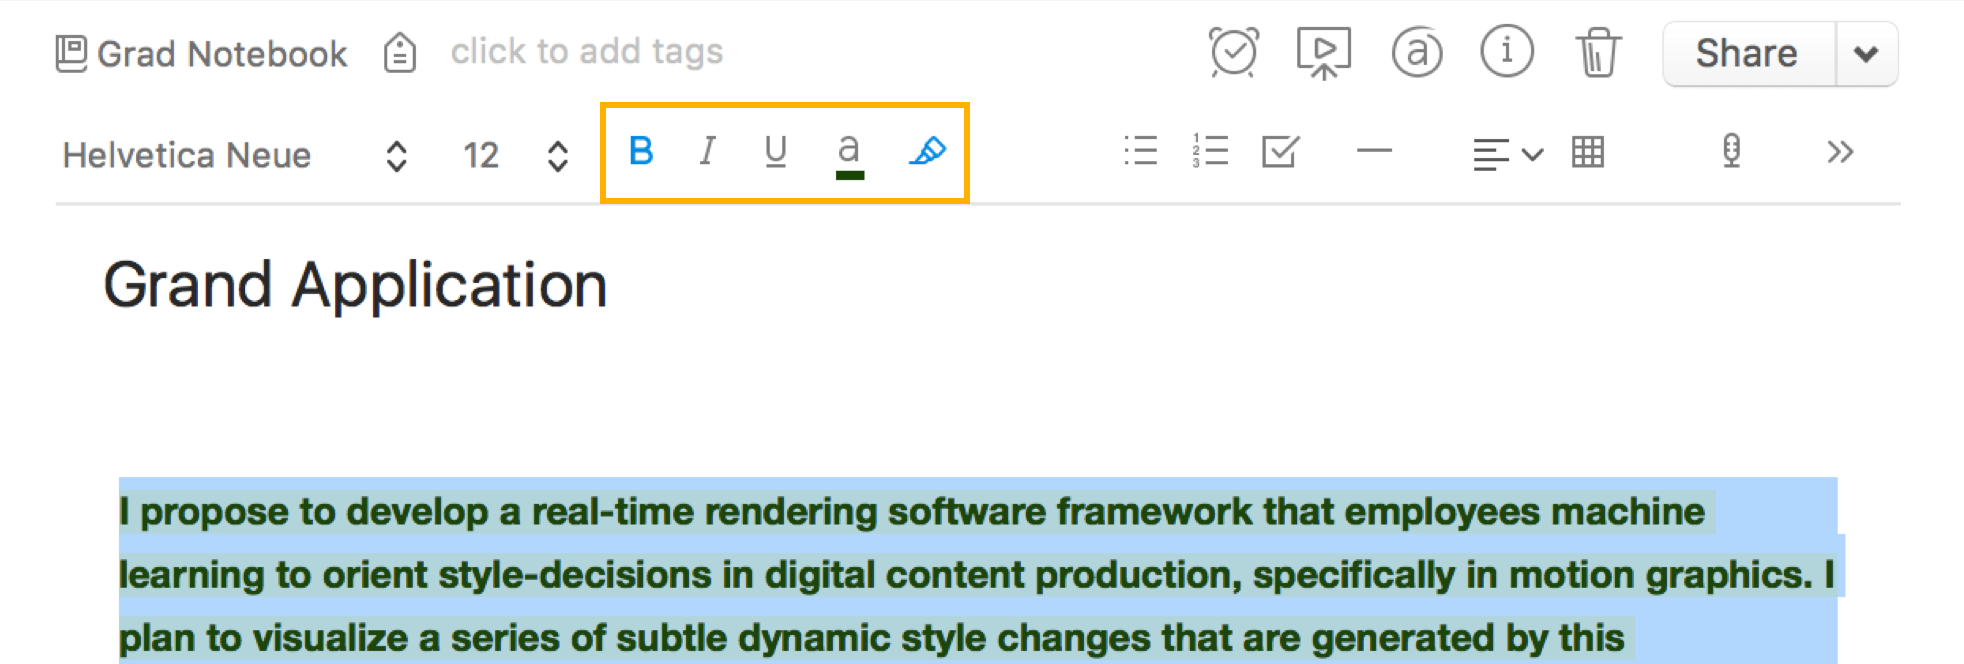 Grad Notebook click to add tags Share
Helvetica Neue 12 B I U a
Grand Application
I propose to develop a real-time rendering software framework that employees machine
learning to orient style-decisions in digital content production, specifically in motion graphics. I
plan to visualize a series of subtle dynamic style changes that are generated by this